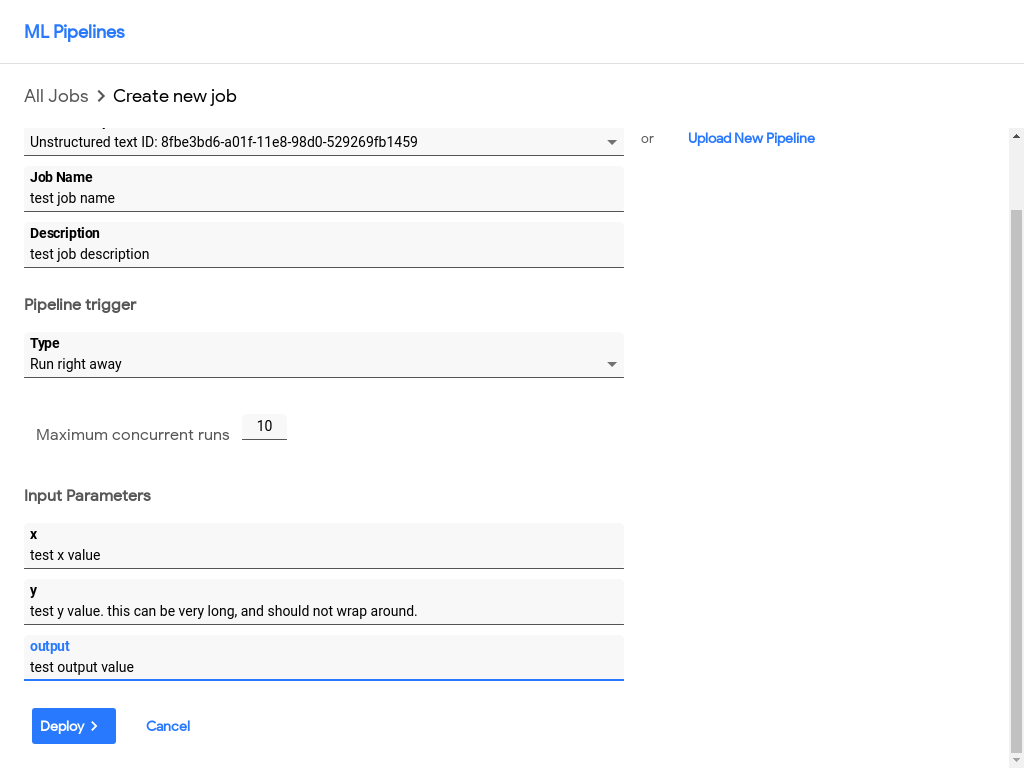 ML Pipelines
All Jobs > Create new job
Unstructured text ID: 8fbe3bd6-a01f-11e8-98d0-529269fb1459
or
Upload New Pipeline
Job Name
test job name
Description
test job description
Pipeline trigger
Type
Run right away
Maximum concurrent runs 10
Input Parameters
x
test x value
y
test y value. this can be very long, and should not wrap around.
output
test output value
Deploy >
Cancel